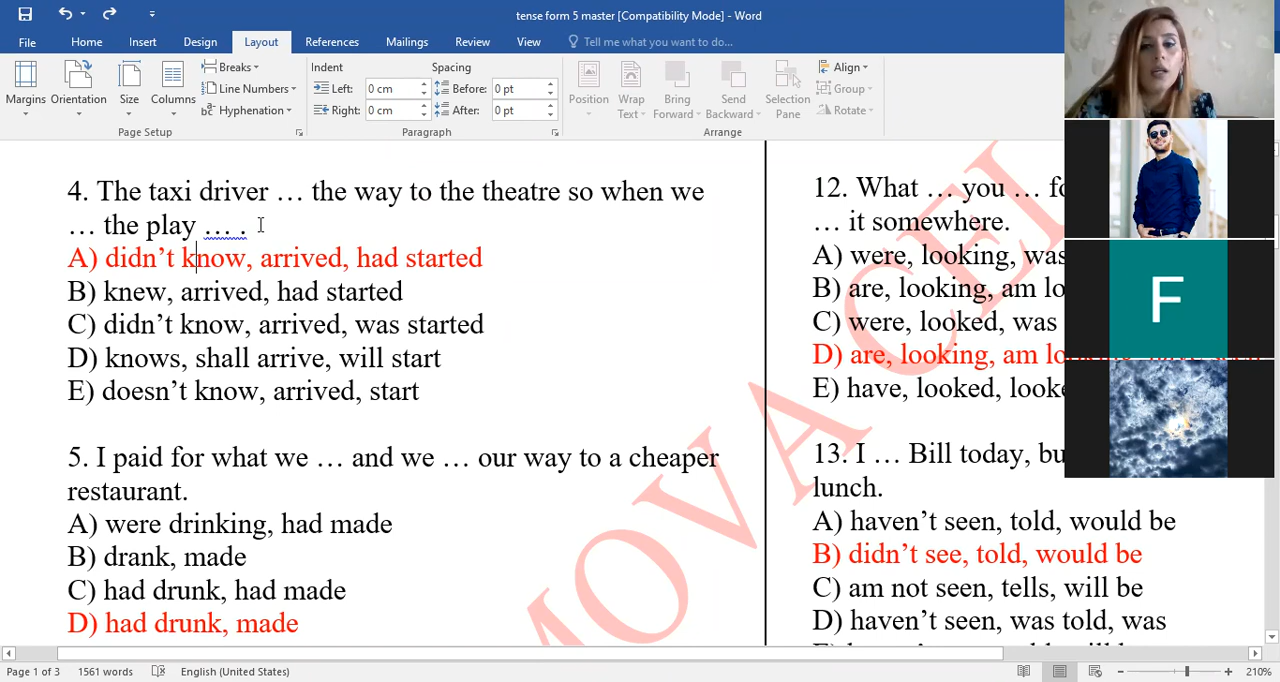 tense form 5 master [Compatibility Mode] - Word
File Home Insert Design Layout References Mailings Review View Tell me what you want to do...
Margins Orientation Size Columns
Breaks
Line Numbers
Hyphenation
Page Setup
Indent
Left: 0 cm
Right: 0 cm
Spacing
Before: 0 pt
After: 0 pt
Paragraph
Position Wrap Text Bring Forward Send Backward Selection Pane
Align
Group
Rotate
Arrange
4. The taxi driver … the way to the theatre so when we
… the play … .
A) didn’t know, arrived, had started
B) knew, arrived, had started
C) didn’t know, arrived, was started
D) knows, shall arrive, will start
E) doesn’t know, arrived, start
5. I paid for what we … and we … our way to a cheaper
restaurant.
A) were drinking, had made
B) drank, made
C) had drunk, had made
D) had drunk, made
12. What … you … fo
… it somewhere.
A) were, looking, was
B) are, looking, am lo
C) were, looked, was
D) are, looking, am
E) have, looked, looke
13. I … Bill today, bu
lunch.
A) haven’t seen, told, would be
B) didn’t see, told, would be
C) am not seen, tells, will be
D) haven’t seen, was told, was
MOVA CEI
F
Page 1 of 3 1561 words English (United States) 210%